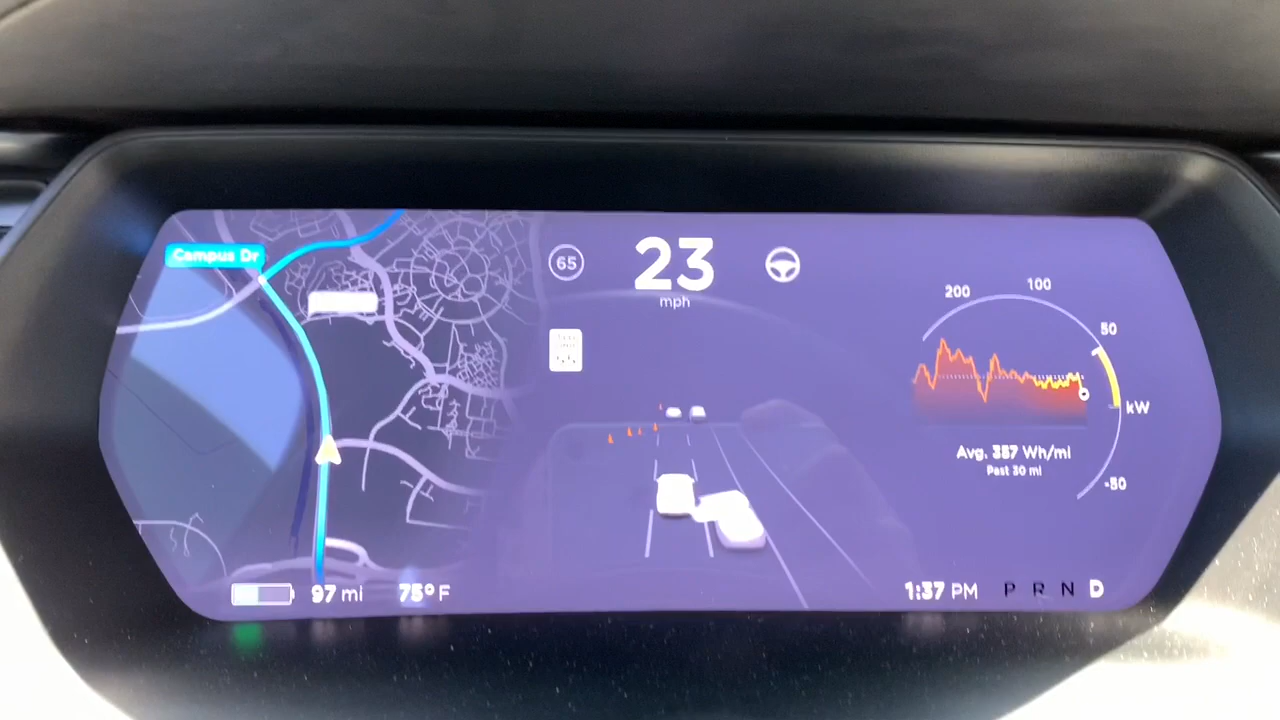 Campus Dr
65
23
mph
200
100
50
kW
-50
Avg. 387 Wh/mi
Past 30 mi
97 mi
75°F
1:37 PM
P R N D